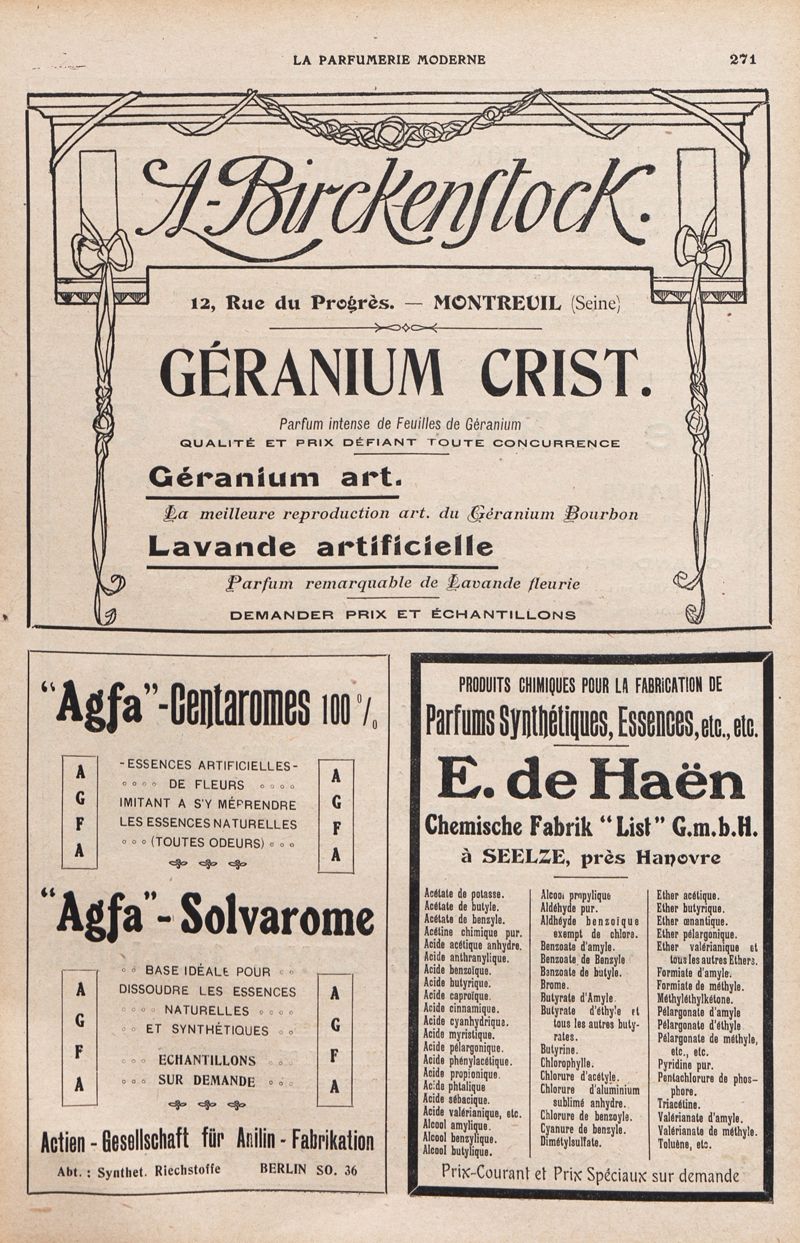 LA PARFUMERIE MODERNE
271
A-Birckenstock.
12, Rue du Progrès. — MONTREUIL (Seine)
GÉRANIUM CRIST.
Parfum intense de Feuilles de Géranium
QUALITÉ ET PRIX DÉFIANT TOUTE CONCURRENCE
Géranium art.
La meilleure reproduction art. du Géranium Bourbon
Lavande artificielle
Parfum remarquable de Lavande fleurie
DEMANDER PRIX ET ÉCHANTILLONS
"Agfa"-Centaromes 100 %
AGFA
-ESSENCES ARTIFICIELLES-
DE FLEURS
IMITANT A S'Y MÉPRENDRE
LES ESSENCES NATURELLES
(TOUTES ODEURS)
AGFA
"Agfa"-Solvarome
AGFA
BASE IDÉALE POUR
DISSOUDRE LES ESSENCES
NATURELLES
ET SYNTHÉTIQUES
ECHANTILLONS
SUR DEMANDE
AGFA
Actien-Gesellschaft für Anilin-Fabrikation
Abt.: Synthet. Riechstoffe BERLIN SO. 36
PRODUITS CHIMIQUES POUR LA FABRICATION DE
Parfums Synthétiques, Essences, etc., etc.
E. de Haën
Chemische Fabrik "List" G.m.b.H.
à SEELZE, près Hanovre
Acétate de potasse.
Acétate de butyle.
Acétate de benzyle.
Acétine chimique pur.
Acide acétique anhydre.
Acide anthranylique.
Acide benzoïque.
Acide butyrique.
Acide caproïque.
Acide cinnamique.
Acide cyanhydrique.
Acide myristique.
Acide pélargonique.
Acide phénylacétique.
Acide propionique.
Acide phtalique
Acide sébacique.
Acide valérianique, etc.
Alcool amylique.
Alcool benzylique.
Alcool butylique.
Alcool propylique
Aldéhyde pur.
Aldhéyde benzoïque
exempt de chlore.
Benzoate d'amyle.
Benzoate de Benzyle
Benzoate de butyle.
Brome.
Butyrate d'Amyle
Butyrate d'éthyle et
tous les autres buty-
rates.
Butyrine.
Chlorophylle.
Chlorure d'acétyle.
Chlorure d'aluminium
sublimé anhydre.
Chlorure de benzoyle.
Cyanure de benzyle.
Dimétylsulfate.
Ether acétique.
Ether butyrique.
Ether œnantique.
Ether pélargonique.
Ether valérianique et
tous les autres Ethers.
Formiate d'amyle.
Formiate de méthyle.
Méthyléthylkétone.
Pélargonate d'amyle
Pélargonate d'éthyle
Pélargonate de méthyle,
etc., etc.
Pyridine pur.
Pentachlorure de phos-
phore.
Triacétine.
Valérianate d'amyle.
Valérianate de méthyle.
Toluène, etc.
Prix-Courant et Prix Spéciaux sur demande